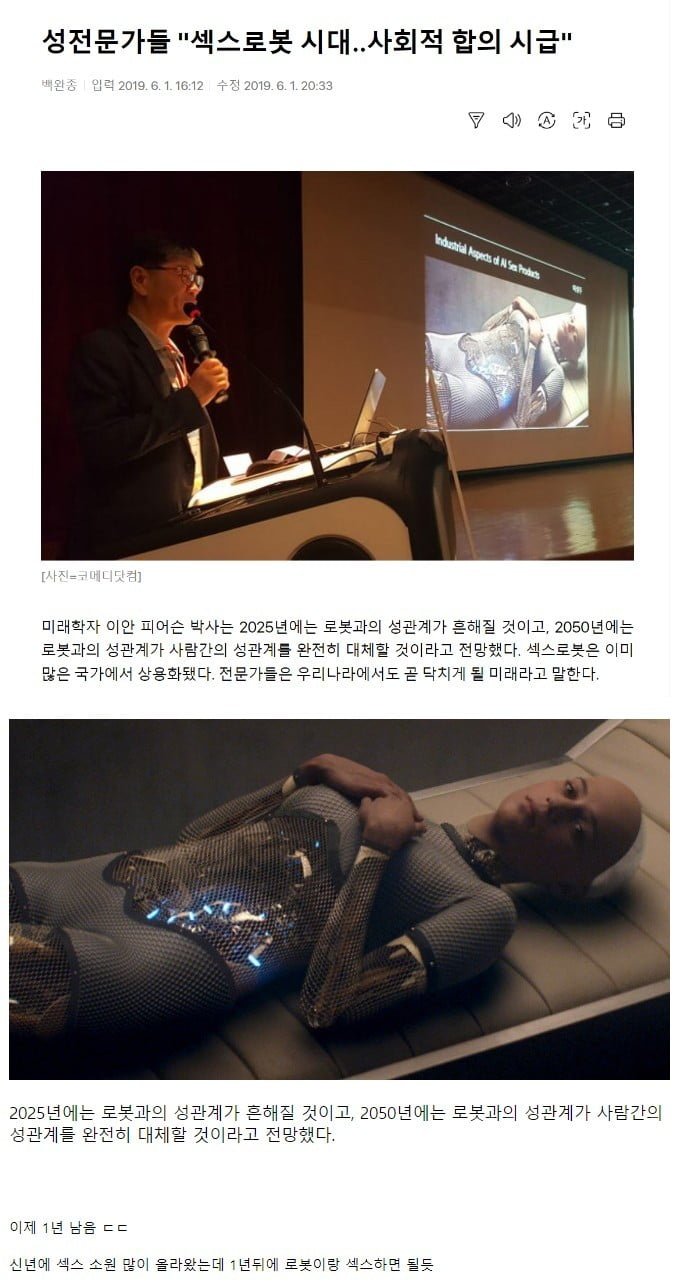 성전문가들 "섹스로봇 시대..사회적 합의 시급"
백완종 입력 2019. 6. 1. 16:12 수정 2019. 6. 1. 20:33
Industrial Aspects of AI Sex Products
[사진=코메디닷컴]
미래학자 이안 피어슨 박사는 2025년에는 로봇과의 성관계가 흔해질 것이고, 2050년에는
로봇과의 성관계가 사람간의 성관계를 완전히 대체할 것이라고 전망했다. 섹스로봇은 이미
많은 국가에서 상용화됐다. 전문가들은 우리나라에서도 곧 닥치게 될 미래라고 말한다.
2025년에는 로봇과의 성관계가 흔해질 것이고, 2050년에는 로봇과의 성관계가 사람간의
성관계를 완전히 대체할 것이라고 전망했다.
이제 1년 남음 ㄷㄷ
신년에 섹스 소원 많이 올라왔는데 1년뒤에 로봇이랑 섹스하면 될듯